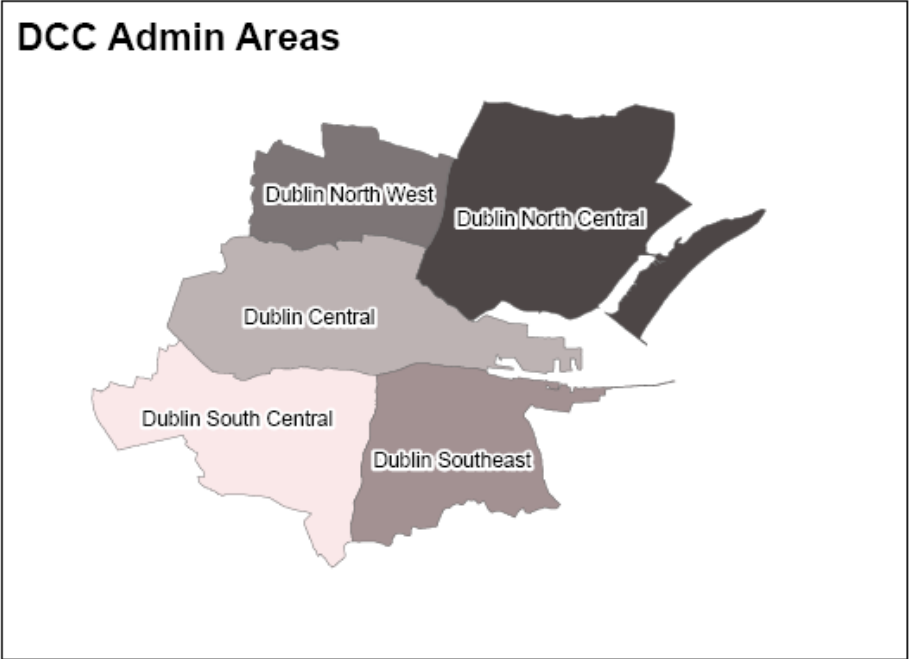 DCC Admin Areas
Dublin North West
Dublin North Central
Dublin Central
Dublin South Central
Dublin Southeast